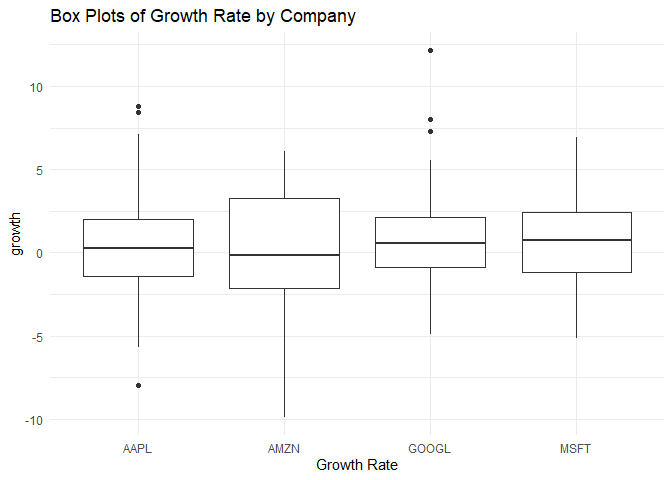 Box Plots of Growth Rate by Company
growth
10
5
0
-5
-10
AAPL AMZN GOOGL MSFT
Growth Rate